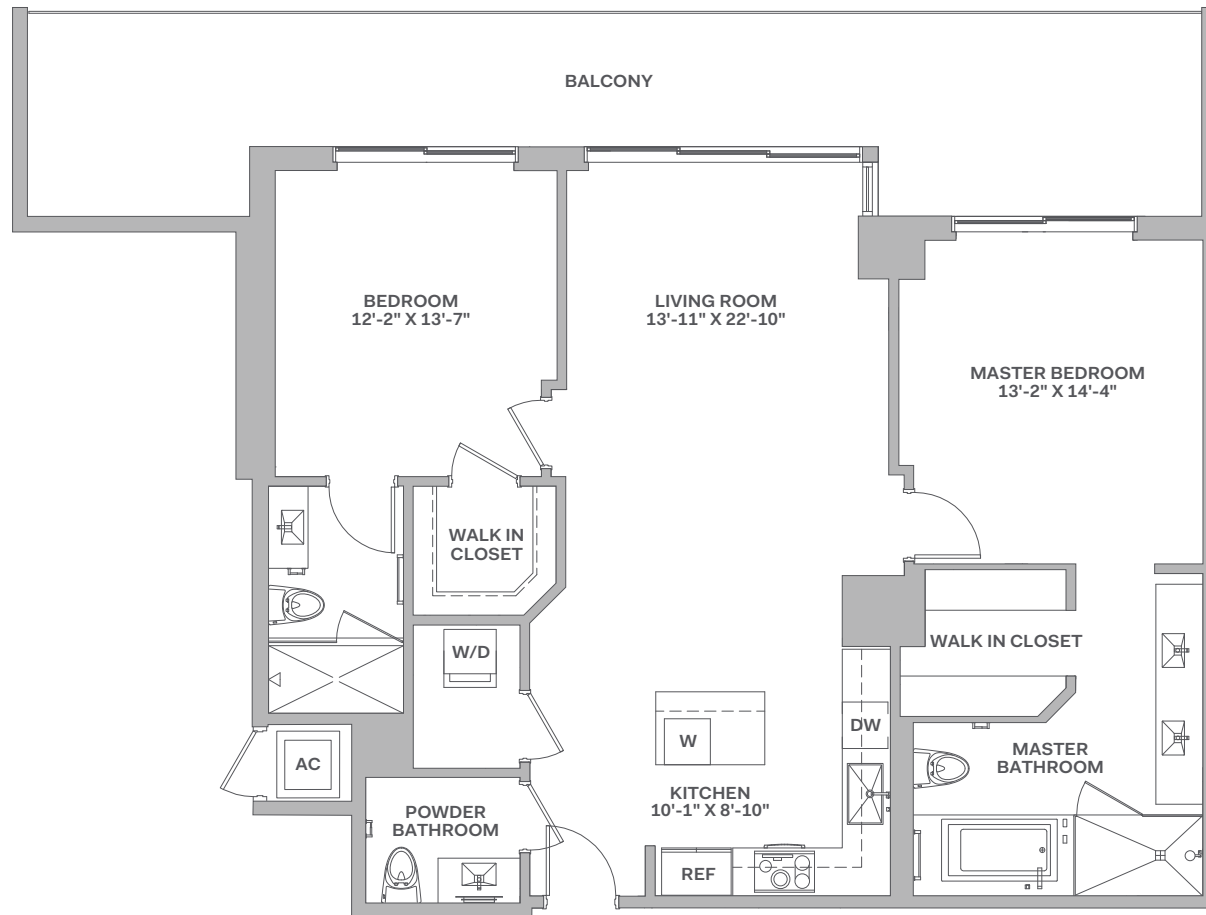 BALCONY
BEDROOM
12'-2" X 13'-7"
LIVING ROOM
13'-11" X 22'-10"
MASTER BEDROOM
13'-2" X 14'-4"
WALK IN
CLOSET
W/D
WALK IN CLOSET
DW
W
AC
MASTER
BATHROOM
KITCHEN
10'-1" X 8'-10"
POWDER
BATHROOM
REF